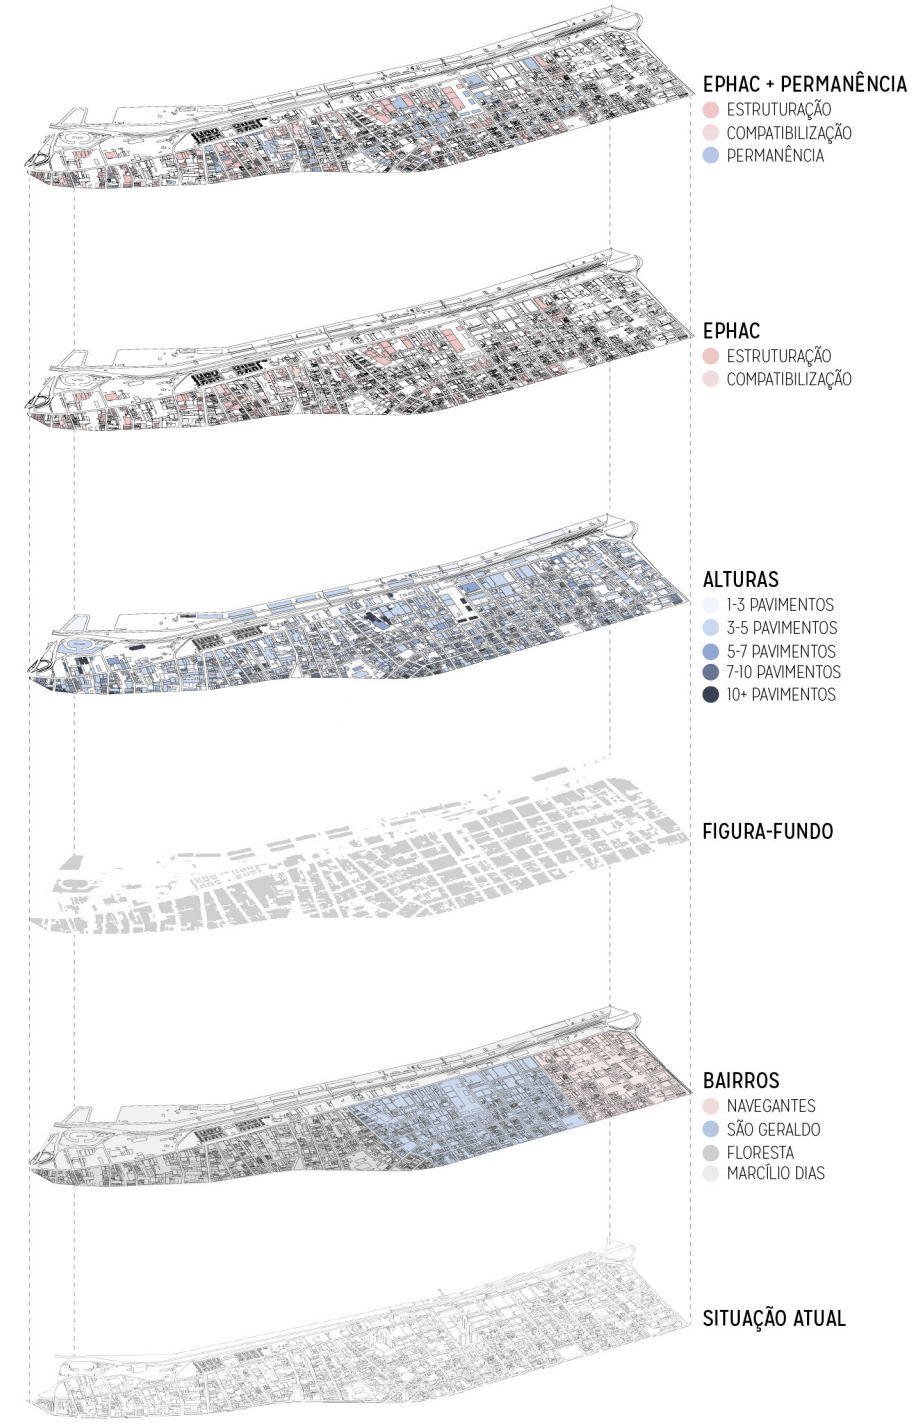 EPHAC + PERMANÊNCIA
ESTRUTURAÇÃO
COMPATIBILIZAÇÃO
PERMANÊNCIA
EPHAC
ESTRUTURAÇÃO
COMPATIBILIZAÇÃO
ALTURAS
1-3 PAVIMENTOS
3-5 PAVIMENTOS
5-7 PAVIMENTOS
7-10 PAVIMENTOS
10+ PAVIMENTOS
FIGURA-FUNDO
BAIRROS
NAVEGANTES
SÃO GERALDO
FLORESTA
MARCÍLIO DIAS
SITUAÇÃO ATUAL